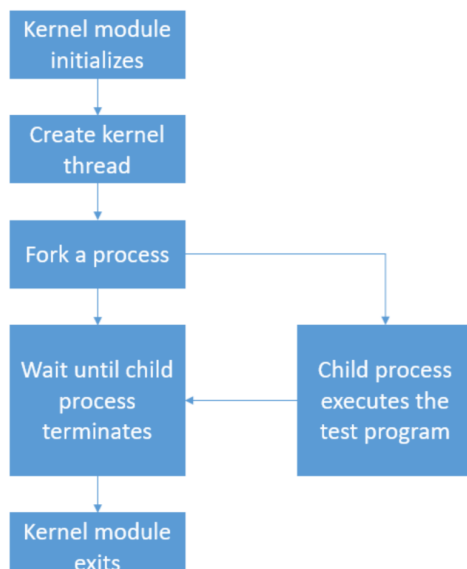 Kernel module
initializes
Create kernel
thread
Fork a process
Wait until child
process
terminates
Child process
executes the
test program
Kernel module
exits